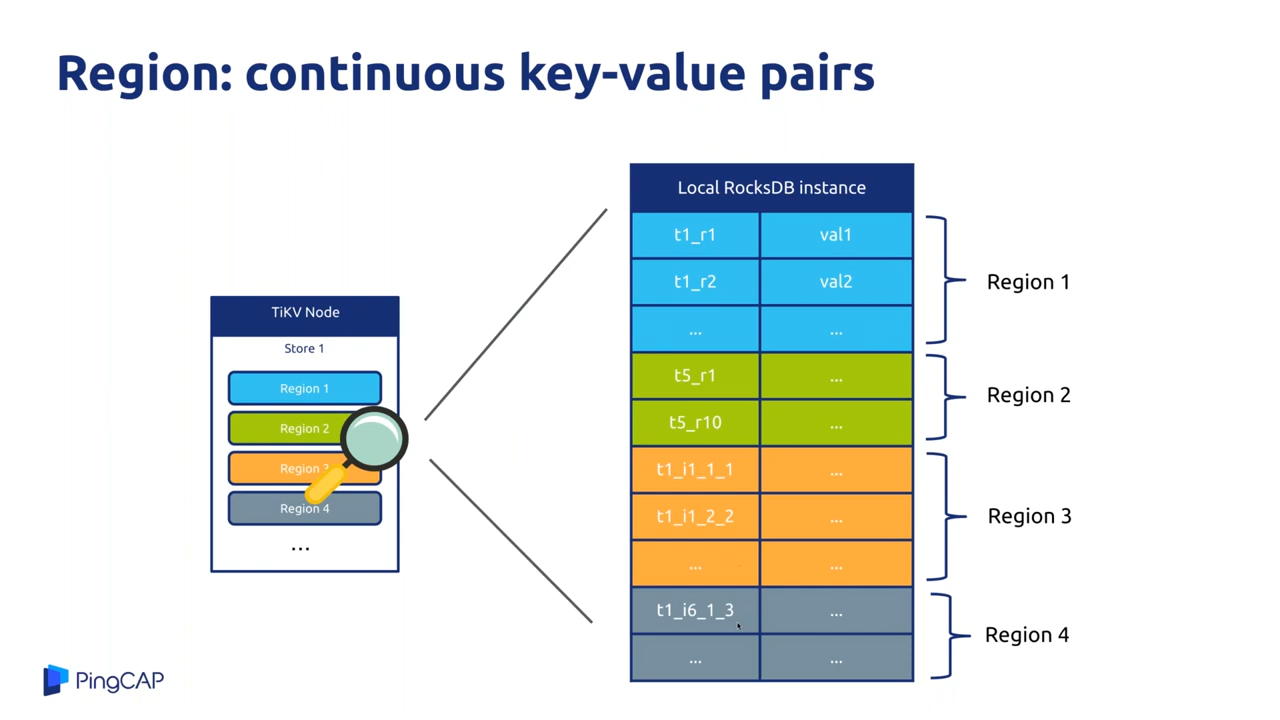 Region: continuous key-value pairs
TiKV Node
Store 1
Region 1
Region 2
Region 3
Region 4
...
Local RocksDB instance
t1_r1 val1
t1_r2 val2
... ...
t5_r1 ...
t5_r10 ...
t1_i1_1_1 ...
t1_i1_2_2 ...
... ...
t1_i6_1_3 ...
... ...
Region 1
Region 2
Region 3
Region 4
PingCAP